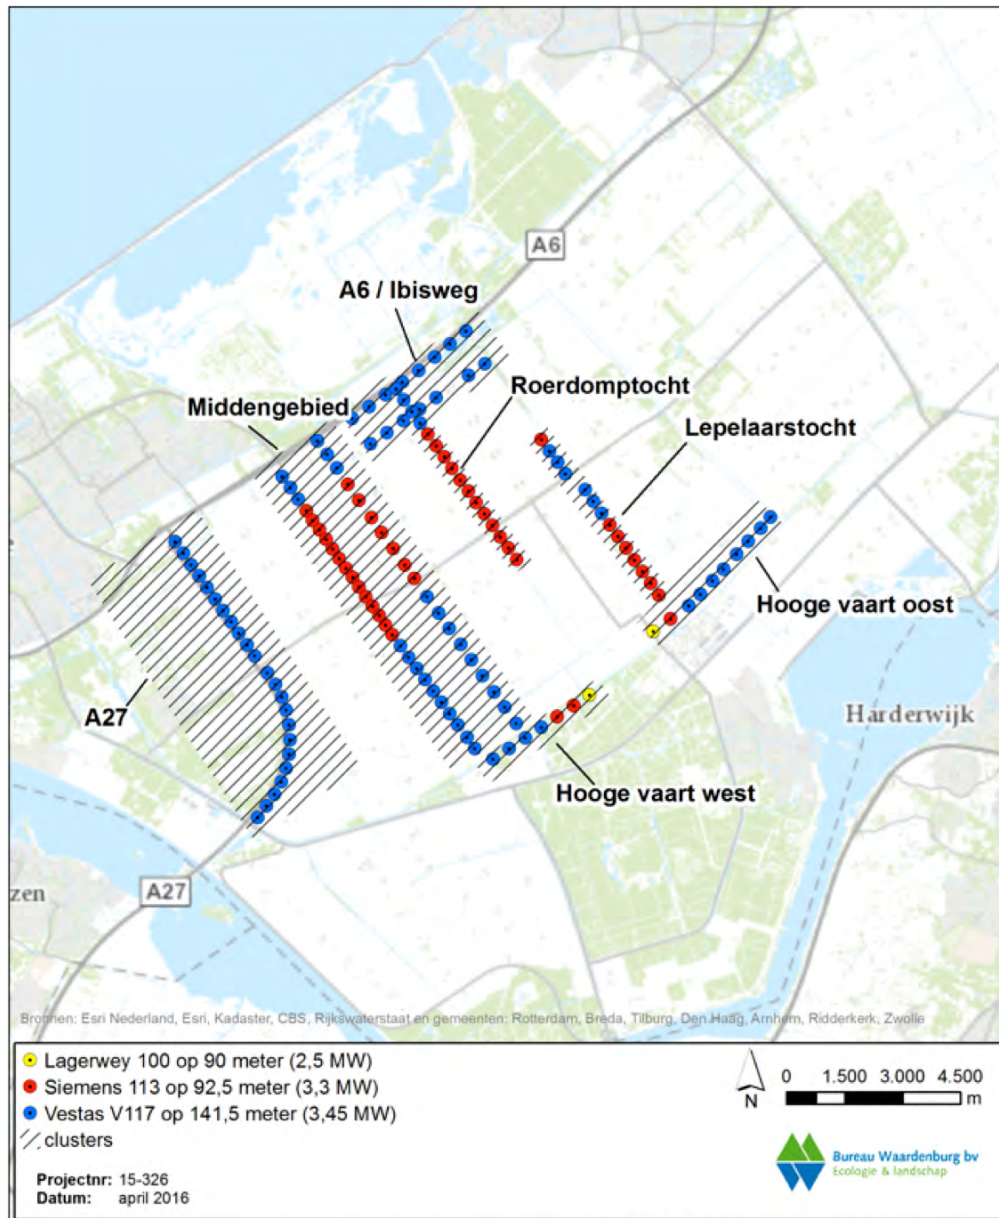 A6
A6 / Ibisweg
Roerdomptocht
Middengebied
Lepelaarstocht
Hooge vaart oost
A27
Harderwijk
Hooge vaart west
A27
zen
Bronnen: Esri Nederland, Esri, Kadaster, CBS, Rijkswaterstaat en gemeenten: Rotterdam, Breda, Tilburg, Den Haag, Arnhem, Ridderkerk, Zwolle
Lagerwey 100 op 90 meter (2,5 MW)
Siemens 113 op 92,5 meter (3,3 MW)
Vestas V117 op 141,5 meter (3,45 MW)
clusters
Projectnr: 15-326
Datum: april 2016
N
0 1.500 3.000 4.500
m
Bureau Waardenburg bv
Ecologie & landschap